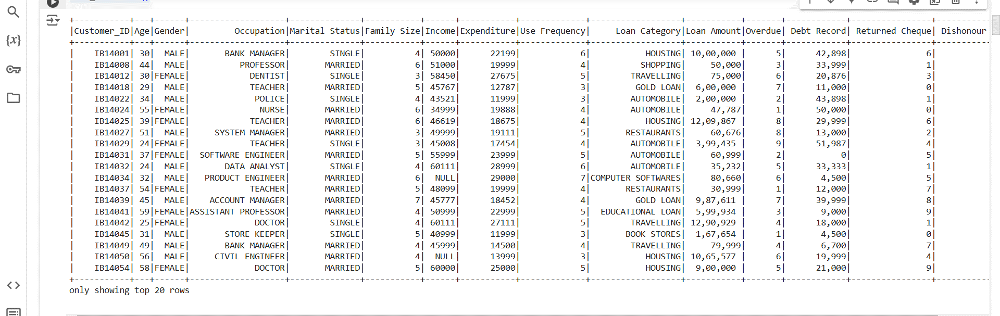 {x}
+-----------+---+------+-------------------+--------------+-----------+------+-----------+-------------+------------------+-----------+-------+------------+----------------+-----------
|Customer_ID|Age|Gender|         Occupation|Marital Status|Family Size|Income|Expenditure|Use Frequency|     Loan Category|Loan Amount|Overdue| Debt Record| Returned Cheque| Dishonour
+-----------+---+------+-------------------+--------------+-----------+------+-----------+-------------+------------------+-----------+-------+------------+----------------+-----------
|    IB14001| 30|  MALE|       BANK MANAGER|        SINGLE|          4| 50000|      22199|            6|           HOUSING| 10,00,000 |      5|      42,898|               6|
|    IB14008| 44|  MALE|          PROFESSOR|       MARRIED|          6| 51000|      19999|            4|          SHOPPING|     50,000|      3|      33,999|               1|
|    IB14012| 30|FEMALE|            DENTIST|        SINGLE|          3| 58450|      27675|            5|        TRAVELLING|     75,000|      6|      20,876|               3|
|    IB14018| 29|  MALE|            TEACHER|       MARRIED|          5| 45767|      12787|            3|         GOLD LOAN|  6,00,000 |      7|      11,000|               0|
|    IB14022| 34|  MALE|             POLICE|        SINGLE|          4| 43521|      11999|            3|        AUTOMOBILE|  2,00,000 |      2|      43,898|               1|
|    IB14024| 55|FEMALE|              NURSE|       MARRIED|          6| 34999|      19888|            4|        AUTOMOBILE|     47,787|      1|      50,000|               0|
|    IB14025| 39|FEMALE|            TEACHER|       MARRIED|          6| 46619|      18675|            4|           HOUSING| 12,09,867 |      8|      29,999|               6|
|    IB14027| 51|  MALE|     SYSTEM MANAGER|       MARRIED|          3| 49999|      19111|            5|       RESTAURANTS|     60,676|      8|      13,000|               2|
|    IB14029| 24|FEMALE|            TEACHER|        SINGLE|          3| 45008|      17454|            4|        AUTOMOBILE|  3,99,435 |      9|      51,987|               4|
|    IB14031| 37|FEMALE|  SOFTWARE ENGINEER|       MARRIED|          5| 55999|      23999|            5|        AUTOMOBILE|     60,999|      2|           0|               5|
|    IB14032| 24|  MALE|       DATA ANALYST|        SINGLE|          4| 60111|      28999|            6|        AUTOMOBILE|     35,232|      5|      33,333|               1|
|    IB14034| 32|  MALE|   PRODUCT ENGINEER|       MARRIED|          6|  NULL|      29000|            7|COMPUTER SOFTWARES|     80,660|      6|       4,500|               5|
|    IB14037| 54|FEMALE|            TEACHER|       MARRIED|          5| 48099|      19999|            4|       RESTAURANTS|     30,999|      1|      12,000|               7|
|    IB14039| 45|  MALE|    ACCOUNT MANAGER|       MARRIED|          7| 45777|      18452|            4|         GOLD LOAN|  9,87,611 |      7|      39,999|               8|
|    IB14041| 59|FEMALE|ASSISTANT PROFESSOR|       MARRIED|          4| 50999|      22999|            5|  EDUCATIONAL LOAN|  5,99,934 |      3|       9,000|               9|
|    IB14042| 25|FEMALE|             DOCTOR|        SINGLE|          4| 60111|      27111|            5|        TRAVELLING| 12,90,929 |      4|      18,000|               1|
|    IB14045| 31|  MALE|       STORE KEEPER|        SINGLE|          5| 40999|      11999|            3|       BOOK STORES|  1,67,654 |      1|       4,500|               0|
|    IB14049| 49|  MALE|       BANK MANAGER|       MARRIED|          4| 45999|      14500|            4|        TRAVELLING|     79,999|      4|       6,700|               7|
|    IB14050| 56|  MALE|     CIVIL ENGINEER|       MARRIED|          4|  NULL|      13999|            3|           HOUSING| 10,65,577 |      6|      19,999|               4|
|    IB14054| 58|FEMALE|             DOCTOR|       MARRIED|          5| 60000|      25000|            5|           HOUSING|  9,00,000 |      5|      21,000|               9|
+-----------+---+------+-------------------+--------------+-----------+------+-----------+-------------+------------------+-----------+-------+------------+----------------+-----------
only showing top 20 rows